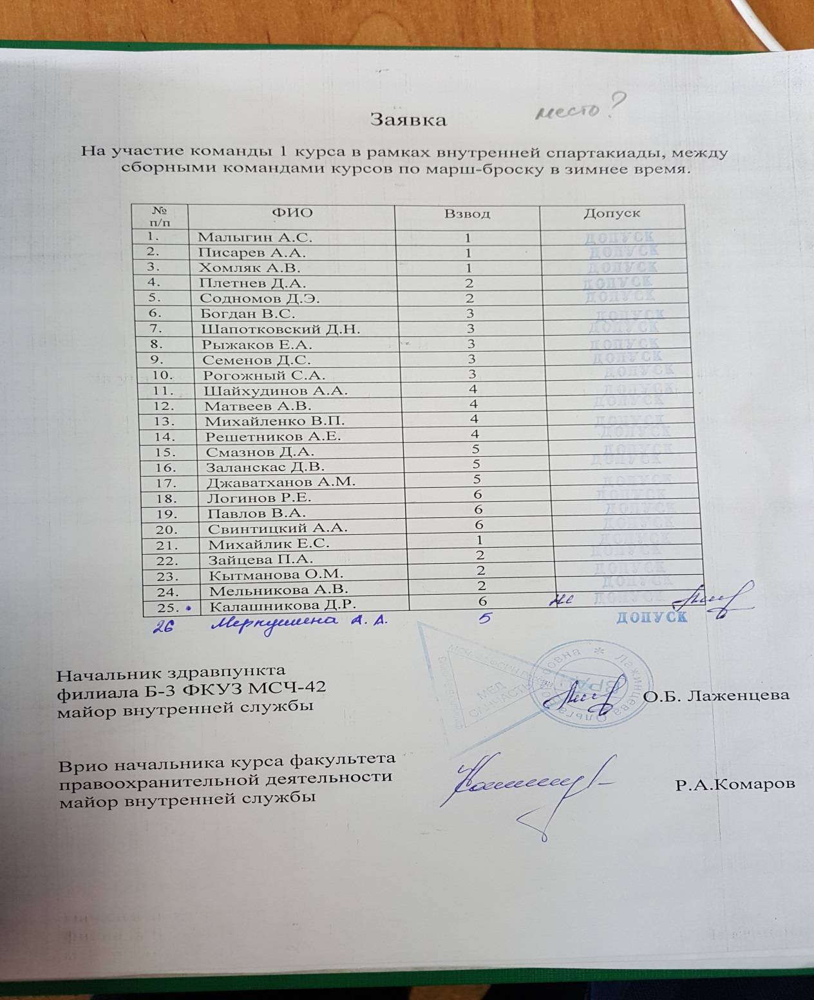 место?
Заявка
На участие команды 1 курса в рамках внутренней спартакиады, между
сборными командами курсов по марш-броску в зимнее время.
№ п/п ФИО Взвод Допуск
1. Малыгин А.С. 1 ДОПУСК
2. Писарев А.А. 1 ДОПУСК
3. Хомляк А.В. 1 ДОПУСК
4. Плетнев Д.А. 2 ДОПУСК
5. Содномов Д.Э. 2 ДОПУСК
6. Богдан В.С. 3 ДОПУСК
7. Шапотковский Д.Н. 3 ДОПУСК
8. Рыжаков Е.А. 3 ДОПУСК
9. Семенов Д.С. 3 ДОПУСК
10. Рогожный С.А. 3 ДОПУСК
11. Шайхудинов А.А. 4 ДОПУСК
12. Матвеев А.В. 4 ДОПУСК
13. Михайленко В.П. 4 ДОПУСК
14. Решетников А.Е. 4 ДОПУСК
15. Смазнов Д.А. 5 ДОПУСК
16. Заланскас Д.В. 5 ДОПУСК
17. Джаватханов А.М. 5 ДОПУСК
18. Логинов Р.Е. 6 ДОПУСК
19. Павлов В.А. 6 ДОПУСК
20. Свинтицкий А.А. 6 ДОПУСК
21. Михайлик Е.С. 1 ДОПУСК
22. Зайцева П.А. 2 ДОПУСК
23. Кытманова О.М. 2 ДОПУСК
24. Мельникова А.В. 2 ДОПУСК
25. Калашникова Д.Р. 6 не ДОПУСК
26 Меркушина А. А. 5 ДОПУСК
Начальник здравпункта
филиала Б-3 ФКУЗ МСЧ-42
майор внутренней службы О.Б. Лаженцева
МЕД
САНЧАСТЬ
ВРАЧ
Лажинцева Ольга
Врио начальника курса факультета
правоохранительной деятельности
майор внутренней службы Р.А.Комаров